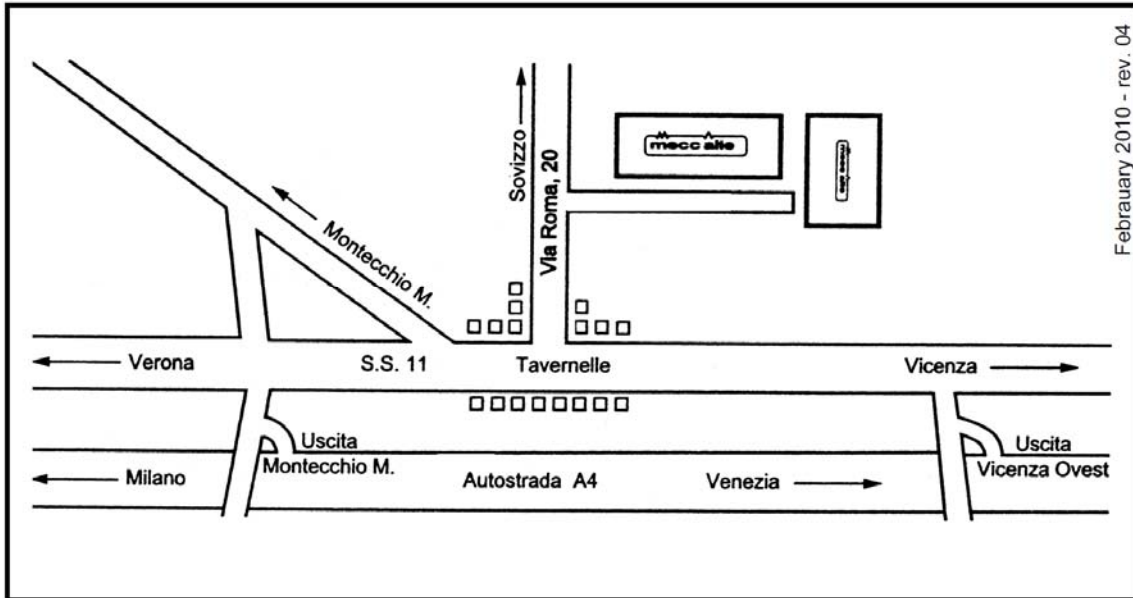 Febrauary 2010 - rev. 04
Sovizzo
Via Roma, 20
mecc alte
mecc alte
Montecchio M.
Verona
S.S. 11
Tavernelle
Vicenza
Uscita
Montecchio M.
Uscita
Vicenza Ovest
Milano
Autostrada A4
Venezia